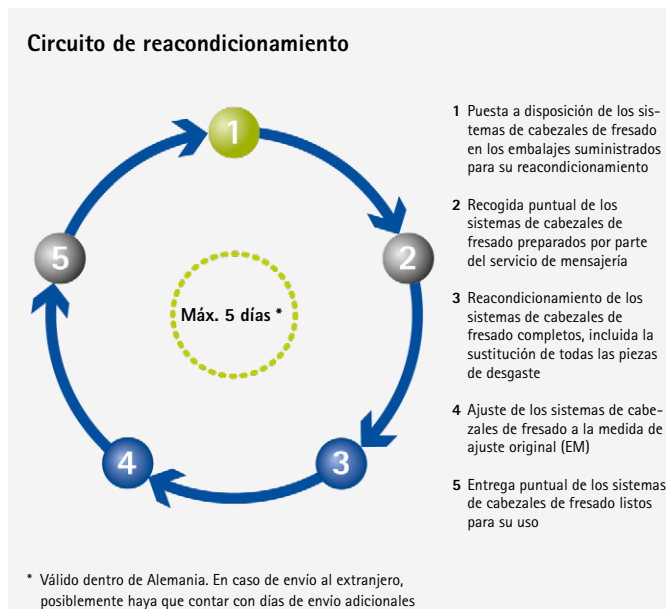 Circuito de reacondicionamiento
1
2
3
4
5
Máx. 5 días *
1 Puesta a disposición de los sis-
temas de cabezales de fresado
en los embalajes suministrados
para su reacondicionamiento
2 Recogida puntual de los
sistemas de cabezales de
fresado preparados por parte
del servicio de mensajería
3 Reacondicionamiento de los
sistemas de cabezales de
fresado completos, incluida la
sustitución de todas las piezas
de desgaste
4 Ajuste de los sistemas de cabe-
zales de fresado a la medida de
ajuste original (EM)
5 Entrega puntual de los sistemas
de cabezales de fresado listos
para su uso
* Válido dentro de Alemania. En caso de envío al extranjero,
posiblemente haya que contar con días de envío adicionales